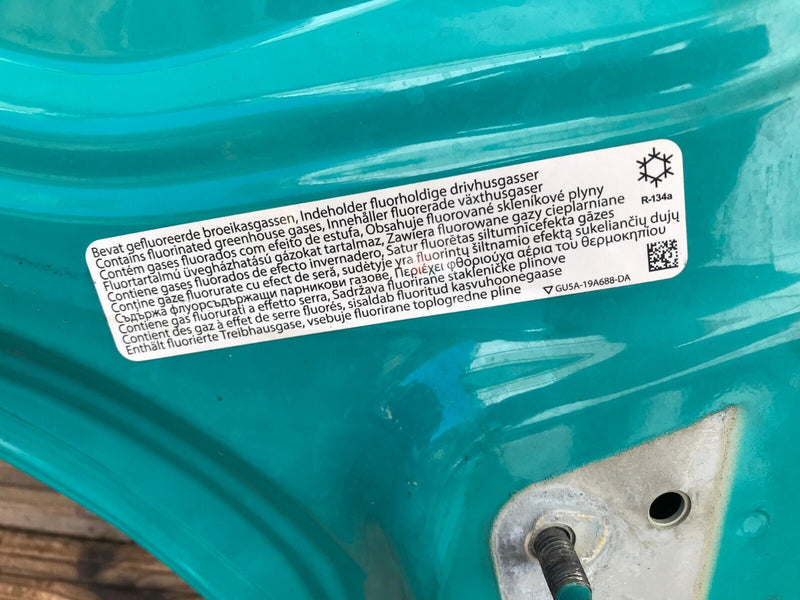 Bevat gefluoreerde broeikasgassen, Indeholder fluorholdige drivhusgasser
Contains fluorinated greenhouse gases, Innehåller fluorerade växthusgaser
Contém gases fluorados com efeito de estufa, Obsahuje fluorované skleníkové plyny
Fluortartalmú üvegházhatású gázokat tartalmaz, Zawiera fluorowane gazy cieplarniane
Contiene gases fluorados de efecto invernadero, Satur fluorētas siltumnīcefekta gāzes
Conţine gaze fluorurate cu efect de seră, sudėtyje yra fluorintų šiltnamio efektą sukeliančių dujų
Съдържа флуорсъдържащи парникови газове, Περιέχει φθοριούχα αέρια του θερμοκηπίου
Contiene gas fluorurati a effetto serra, Sadržava fluorirane stakleničke plinove
Contient des gaz à effet de serre fluorés, sisaldab fluoritud kasvuhoonegaase
Enthält fluorierte Treibhausgase, vsebuje fluorirane toplogredne pline
R-134a
GU5A-19A688-DA